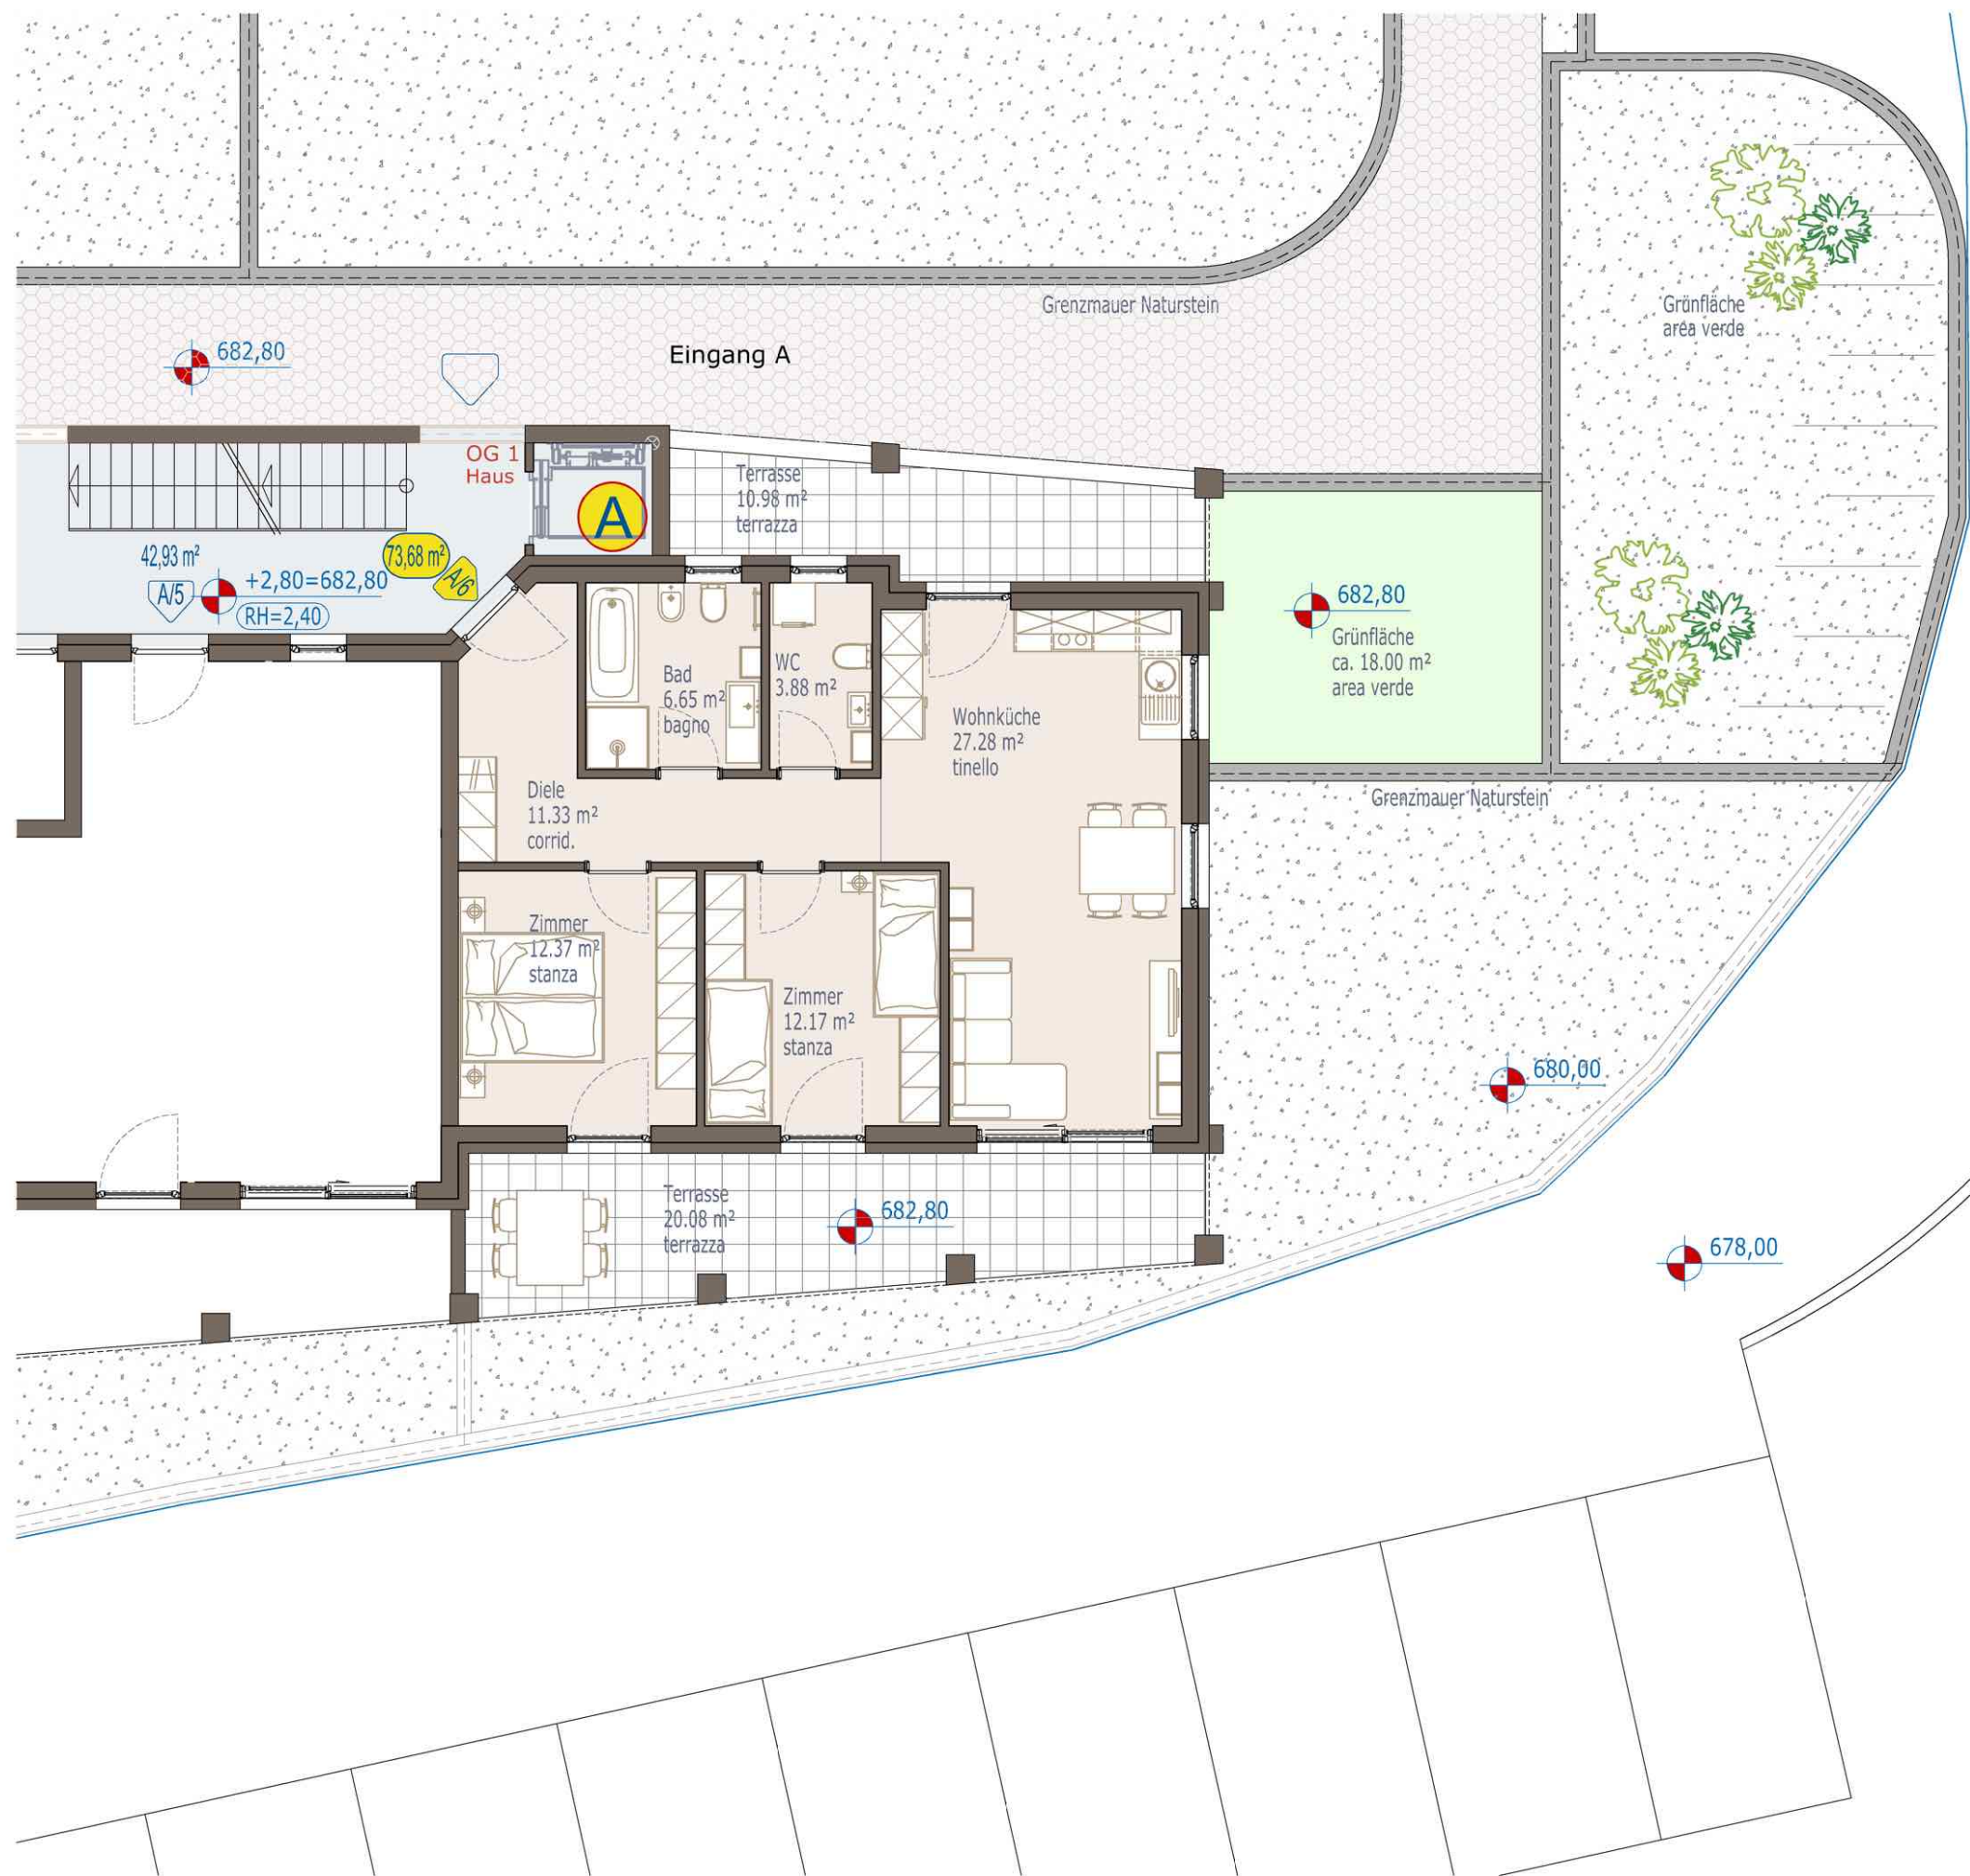 Grenzmauer Naturstein
Grünfläche
area verde
682,80
Eingang A
OG 1
Haus
A
Terrasse
10.98 m²
terrazza
42,93 m²
73,68 m²
A/6
A/5
+2,80=682,80
RH=2,40
682,80
Grünfläche
ca. 18.00 m²
area verde
Bad
6.65 m²
bagno
WC
3.88 m²
Wohnküche
27.28 m²
tinello
Diele
11.33 m²
corrid.
Grenzmauer Naturstein
Zimmer
12.37 m²
stanza
Zimmer
12.17 m²
stanza
680,00
Terrasse
20.08 m²
terrazza
682,80
678,00